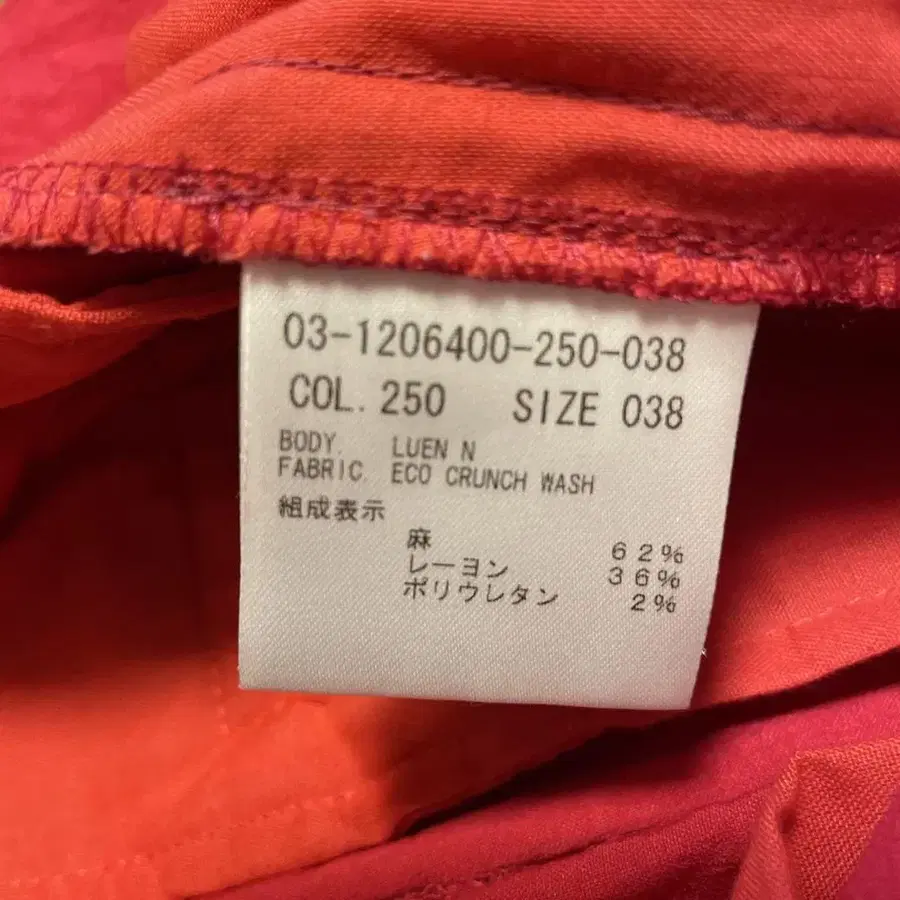 03-1206400-250-038
COL. 250 SIZE 038
BODY. LUEN N
FABRIC. ECO CRUNCH WASH
組成表示
麻 62%
レーヨン 36%
ポリウレタン 2%